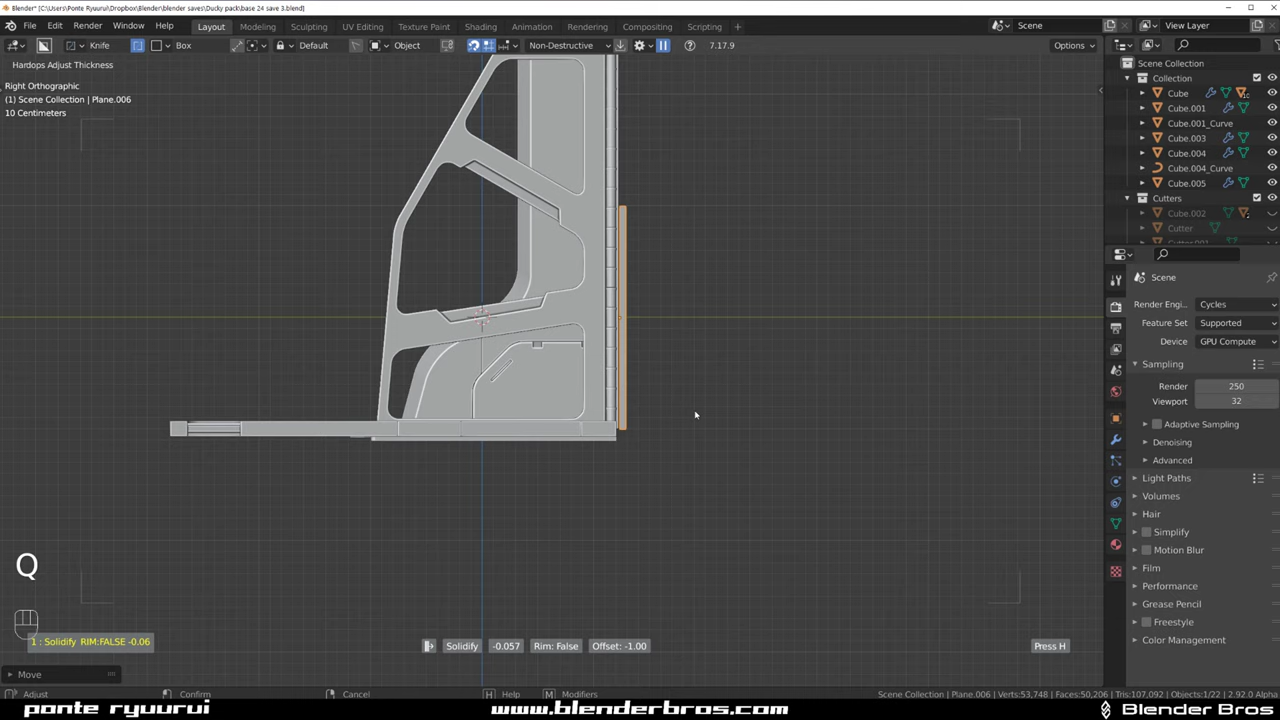 Blender* [C:\Users\Ponte Ryuurui\Dropbox\Blender\blender saves\Ducky pack\base 24 save 3.blend]
File Edit Render Window Help Layout Modeling Sculpting UV Editing Texture Paint Shading Animation Rendering Compositing Scripting Scene View Layer
Knife Box Default Object Non-Destructive 7.17.9 Options
Hardops Adjust Thickness
Right Orthographic
(1) Scene Collection | Plane.006
10 Centimeters
Scene Collection
Collection
Cube
Cube.001
Cube.001_Curve
Cube.003
Cube.004
Cube.004_Curve
Cube.005
Cutters
Cube.002
Cutter
Scene
Render Engi... Cycles
Feature Set Supported
Device GPU Compute
Sampling
Render 250
Viewport 32
Adaptive Sampling
Denoising
Advanced
Light Paths
Volumes
Hair
Simplify
Motion Blur
Film
Performance
Grease Pencil
Freestyle
Color Management
Q
1 : Solidify RIM:FALSE -0.06
Solidify -0.057 Rim: False Offset: -1.00 Press H
Move
Adjust Confirm Cancel H Help M Modifiers Scene Collection | Plane.006 | Verts:53,748 | Faces:50,206 | Tris:107,092 | Objects:1/22 | 2.92.0 Alpha
ponte ryuurui www.blenderbros.com Blender Bros